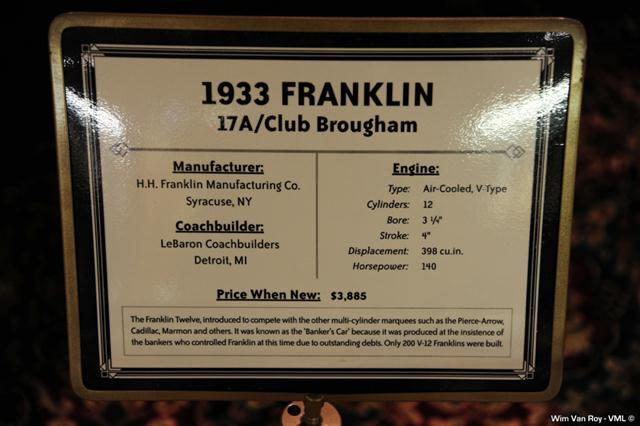 1933 FRANKLIN
17A/Club Brougham
Manufacturer:
H.H. Franklin Manufacturing Co.
Syracuse, NY
Coachbuilder:
LeBaron Coachbuilders
Detroit, MI
Engine:
Type: Air-Cooled, V-Type
Cylinders: 12
Bore: 3 ¼"
Stroke: 4"
Displacement: 398 cu.in.
Horsepower: 140
Price When New: $3,885
The Franklin Twelve, introduced to compete with the other multi-cylinder marquees such as the Pierce-Arrow,
Cadillac, Marmon and others. It was known as the 'Banker's Car' because it was produced at the insistence of
the bankers who controlled Franklin at this time due to outstanding debts. Only 200 V-12 Franklins were built.
Wim Van Roy - VML ©